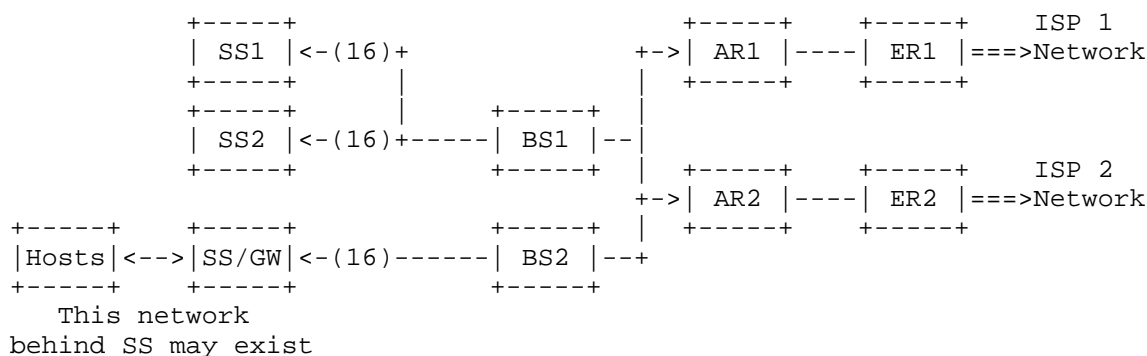 +-----+                              +-----+    +-----+    ISP 1
                  | SS1 |<-(16)+                    +->| AR1 |----| ER1 |===>Network
                  +-----+      |                    |  +-----+    +-----+
                  +-----+      |     +-----+        |
                  | SS2 |<-(16)+-----| BS1 |--|
                  +-----+            +-----+  |  +-----+    +-----+    ISP 2
                                              +->| AR2 |----| ER2 |===>Network
+-----+    +-----+                   +-----+  |  +-----+    +-----+
|Hosts|<-->|SS/GW|<-(16)------| BS2 |--+
+-----+    +-----+                   +-----+
This network
behind SS may exist